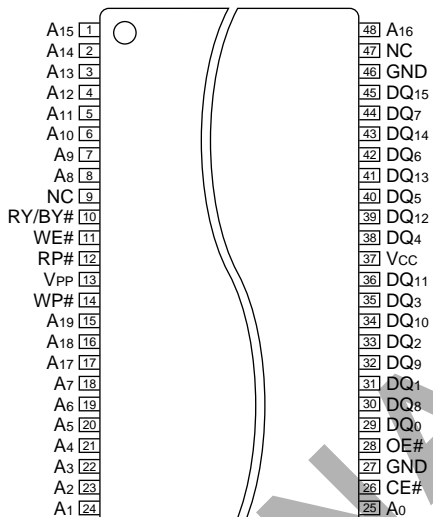 A15 1 48 A16
A14 2 47 NC
A13 3 46 GND
A12 4 45 DQ15
A11 5 44 DQ7
A10 6 43 DQ14
A9 7 42 DQ6
A8 8 41 DQ13
NC 9 40 DQ5
RY/BY# 10 39 DQ12
WE# 11 38 DQ4
RP# 12 37 VCC
VPP 13 36 DQ11
WP# 14 35 DQ3
A19 15 34 DQ10
A18 16 33 DQ2
A17 17 32 DQ9
A7 18 31 DQ1
A6 19 30 DQ8
A5 20 29 DQ0
A4 21 28 OE#
A3 22 27 GND
A2 23 26 CE#
A1 24 25 A0